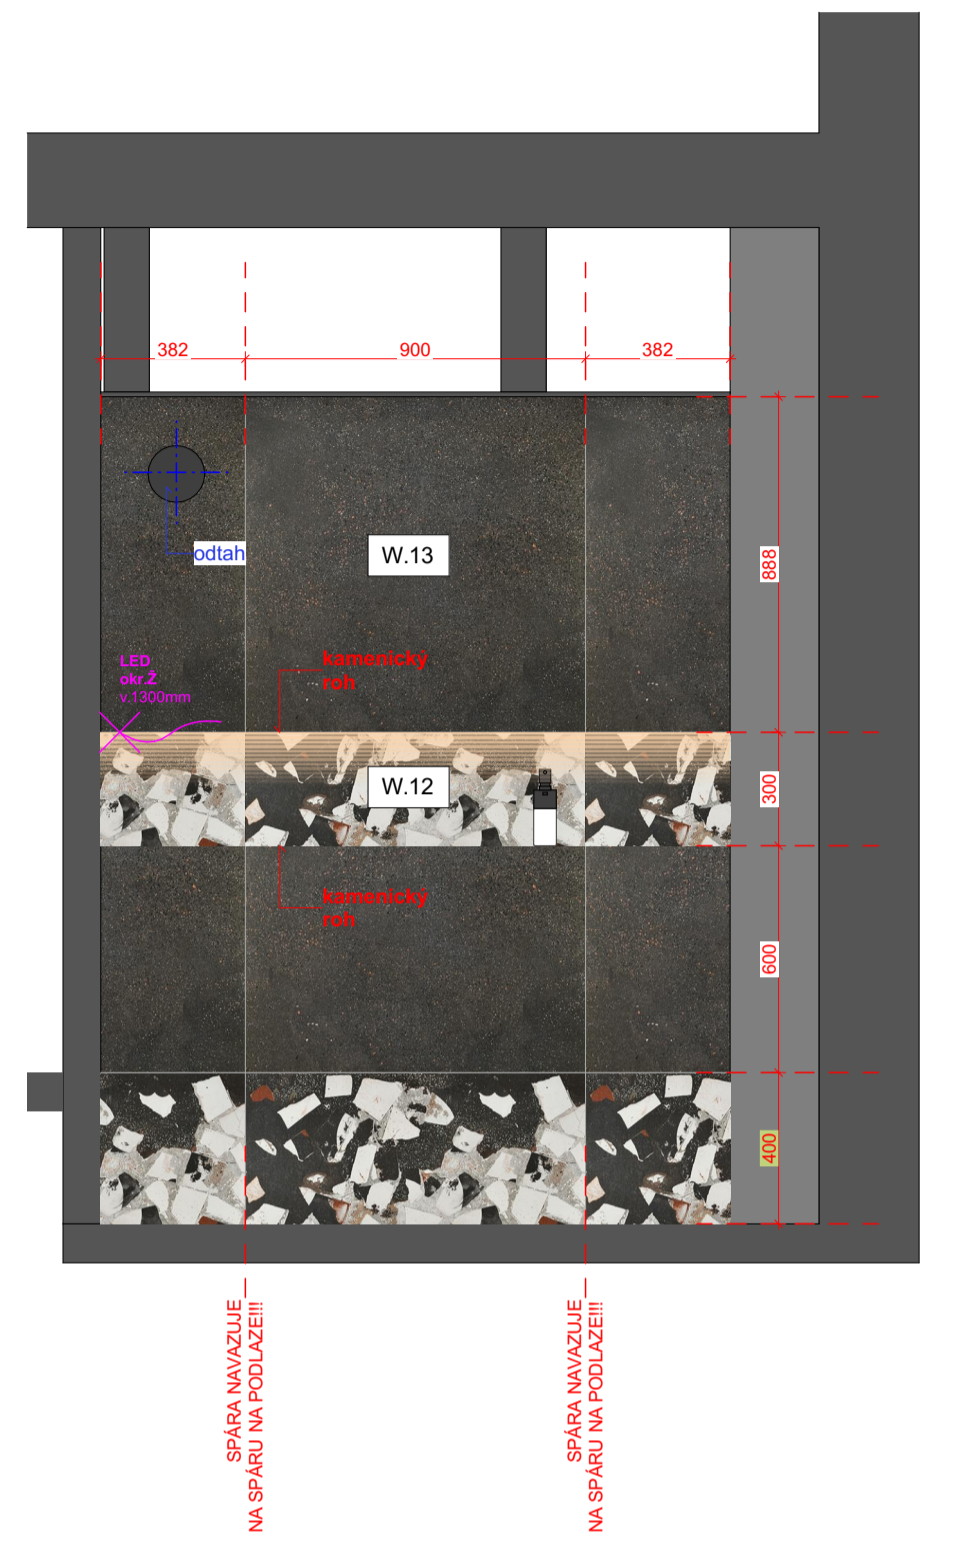 382
900
382
888
odtah
W.13
LED
okr.Ž
v.1300mm
kamenický
roh
W.12
300
kamenický
roh
600
400
SPÁRA NAVAZUJE
NA SPÁRU NA PODLAZE!!!
SPÁRA NAVAZUJE
NA SPÁRU NA PODLAZE!!!